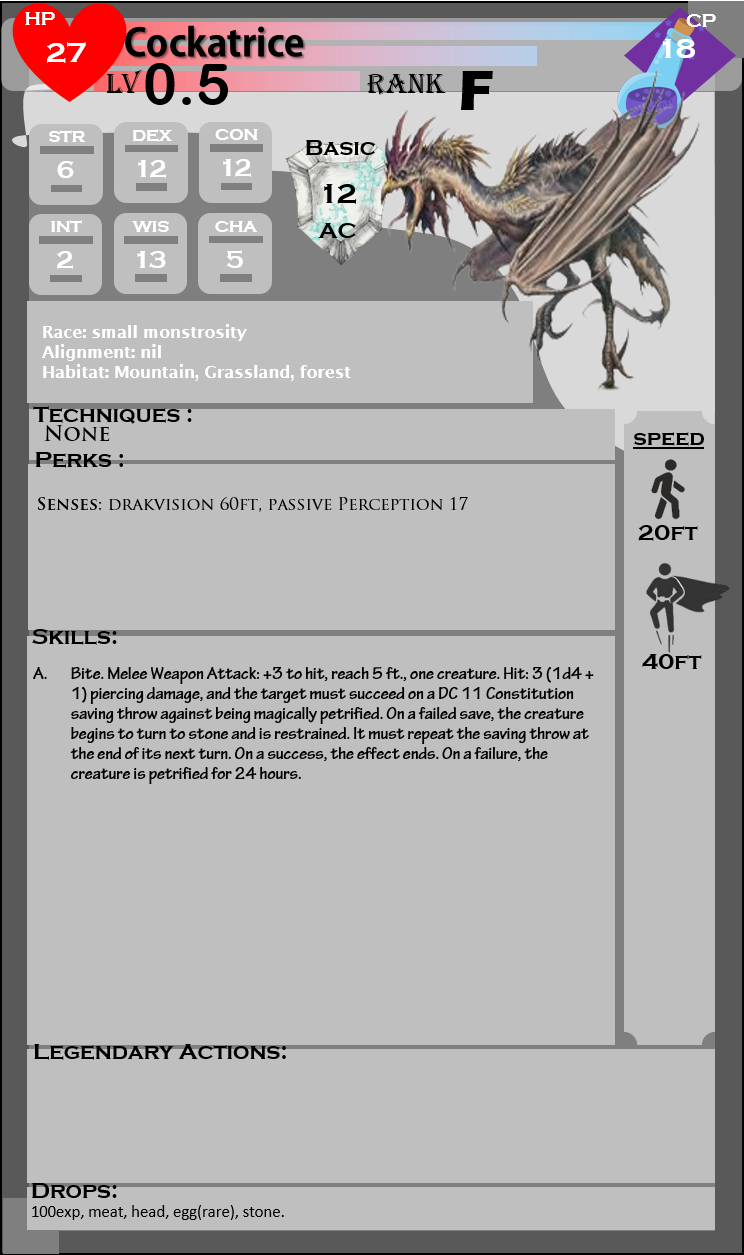 HP
27
Cockatrice
CP
18
LV 0.5
RANK F
STR
6
DEX
12
CON
12
INT
2
WIS
13
CHA
5
BASIC
12
AC
Race: small monstrosity
Alignment: nil
Habitat: Mountain, Grassland, forest
TECHNIQUES :
NONE
PERKS :
SENSES: DRAKVISION 60FT, PASSIVE PERCEPTION 17
SPEED
20FT
40FT
SKILLS:
A. Bite. Melee Weapon Attack: +3 to hit, reach 5 ft., one creature. Hit: 3 (1d4 +
1) piercing damage, and the target must succeed on a DC 11 Constitution
saving throw against being magically petrified. On a failed save, the creature
begins to turn to stone and is restrained. It must repeat the saving throw at
the end of its next turn. On a success, the effect ends. On a failure, the
creature is petrified for 24 hours.
LEGENDARY ACTIONS:
DROPS:
100exp, meat, head, egg(rare), stone.